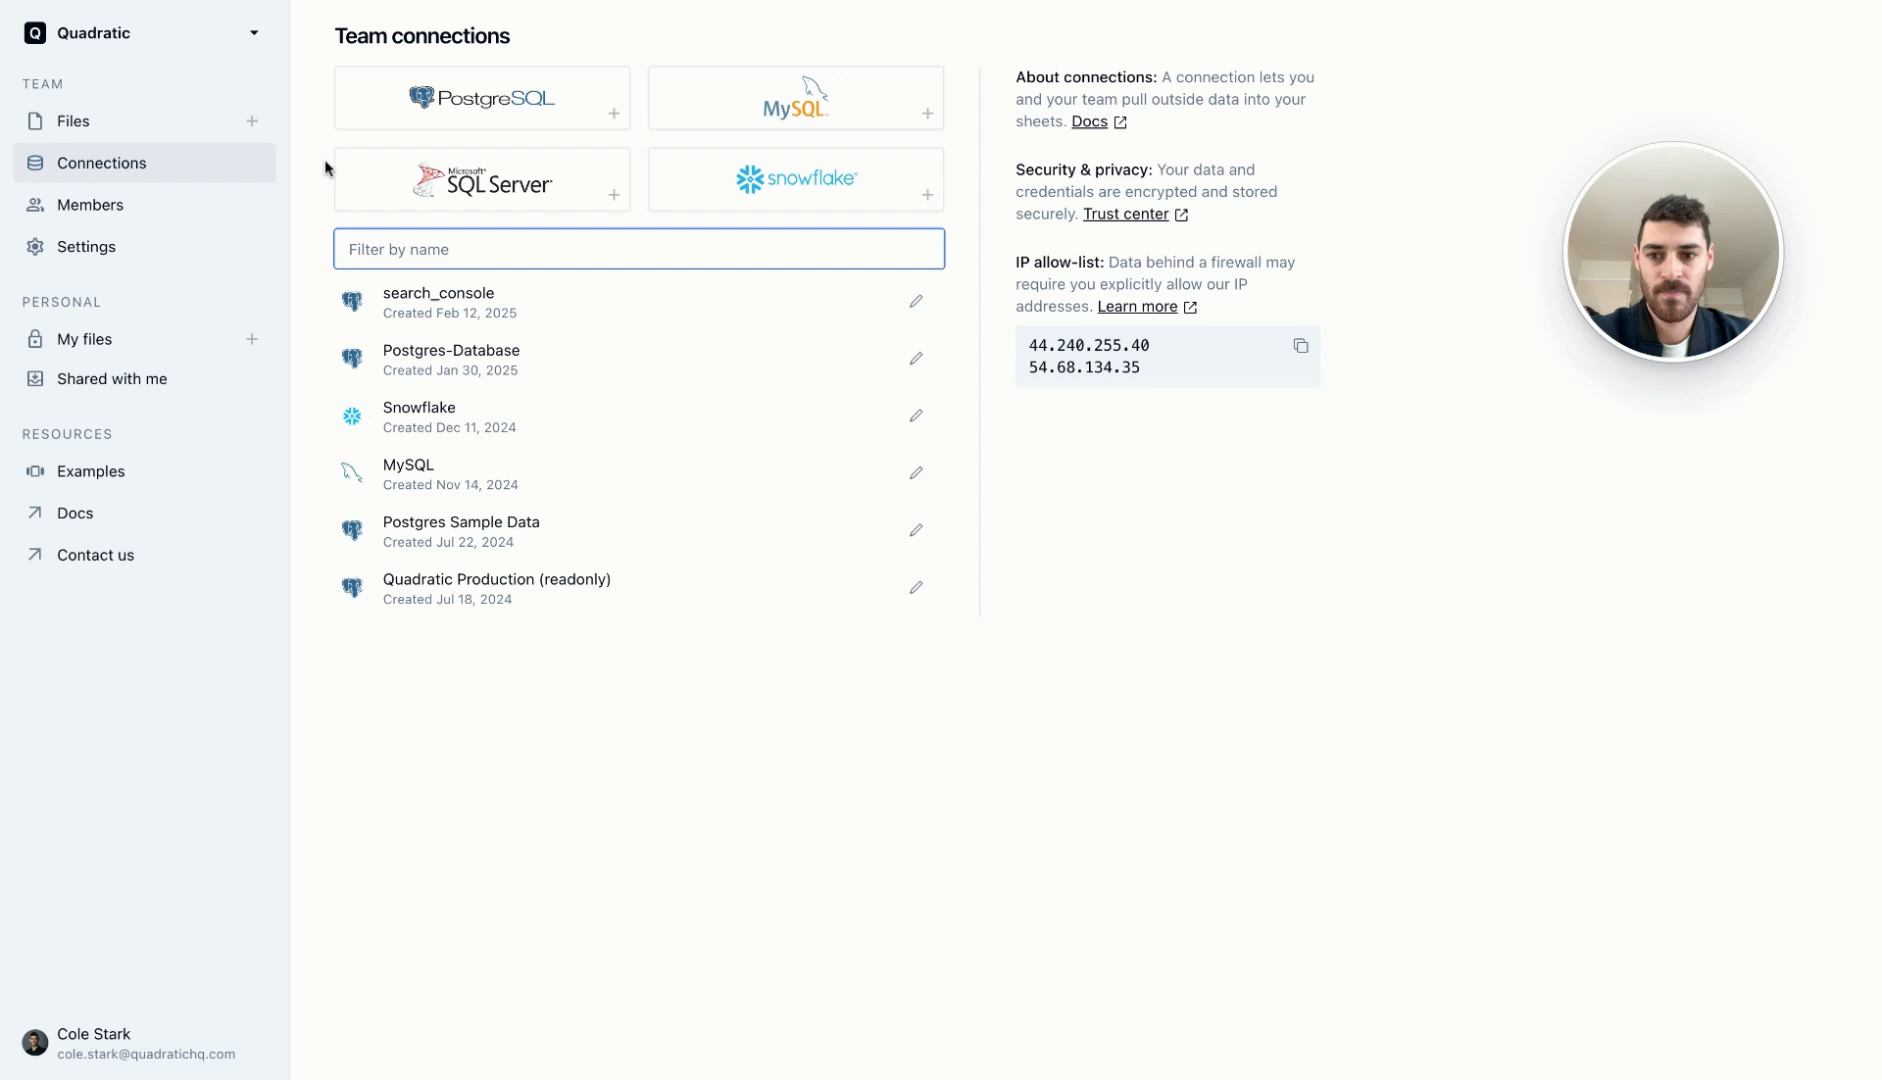 Quadratic
TEAM
Files
Connections
Members
Settings
PERSONAL
My files
Shared with me
RESOURCES
Examples
Docs
Contact us
Cole Stark
cole.stark@quadratichq.com
Team connections
PostgreSQL
MySQL
Microsoft
SQL Server
snowflake
Filter by name
search_console
Created Feb 12, 2025
Postgres-Database
Created Jan 30, 2025
Snowflake
Created Dec 11, 2024
MySQL
Created Nov 14, 2024
Postgres Sample Data
Created Jul 22, 2024
Quadratic Production (readonly)
Created Jul 18, 2024
About connections: A connection lets you
and your team pull outside data into your
sheets. Docs
Security & privacy: Your data and
credentials are encrypted and stored
securely. Trust center
IP allow-list: Data behind a firewall may
require you explicitly allow our IP
addresses. Learn more
44.240.255.40
54.68.134.35